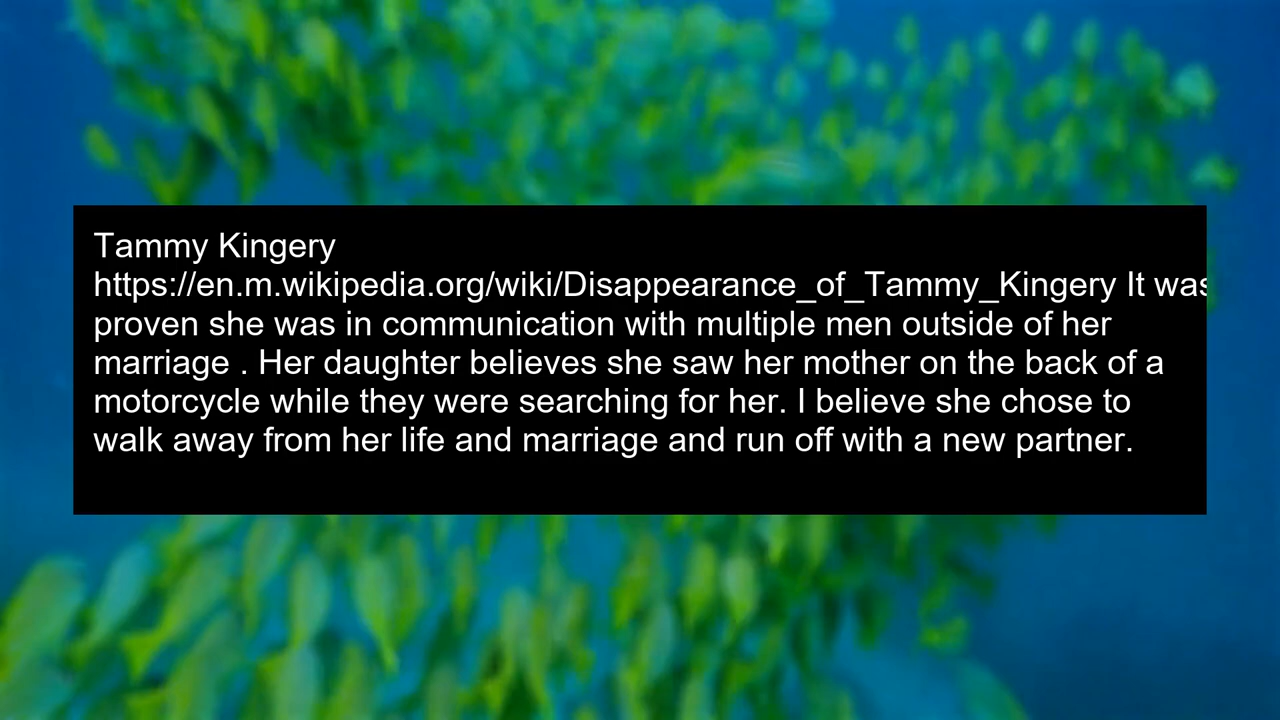 Tammy Kingery
https://en.m.wikipedia.org/wiki/Disappearance_of_Tammy_Kingery It was
proven she was in communication with multiple men outside of her
marriage . Her daughter believes she saw her mother on the back of a
motorcycle while they were searching for her. I believe she chose to
walk away from her life and marriage and run off with a new partner.